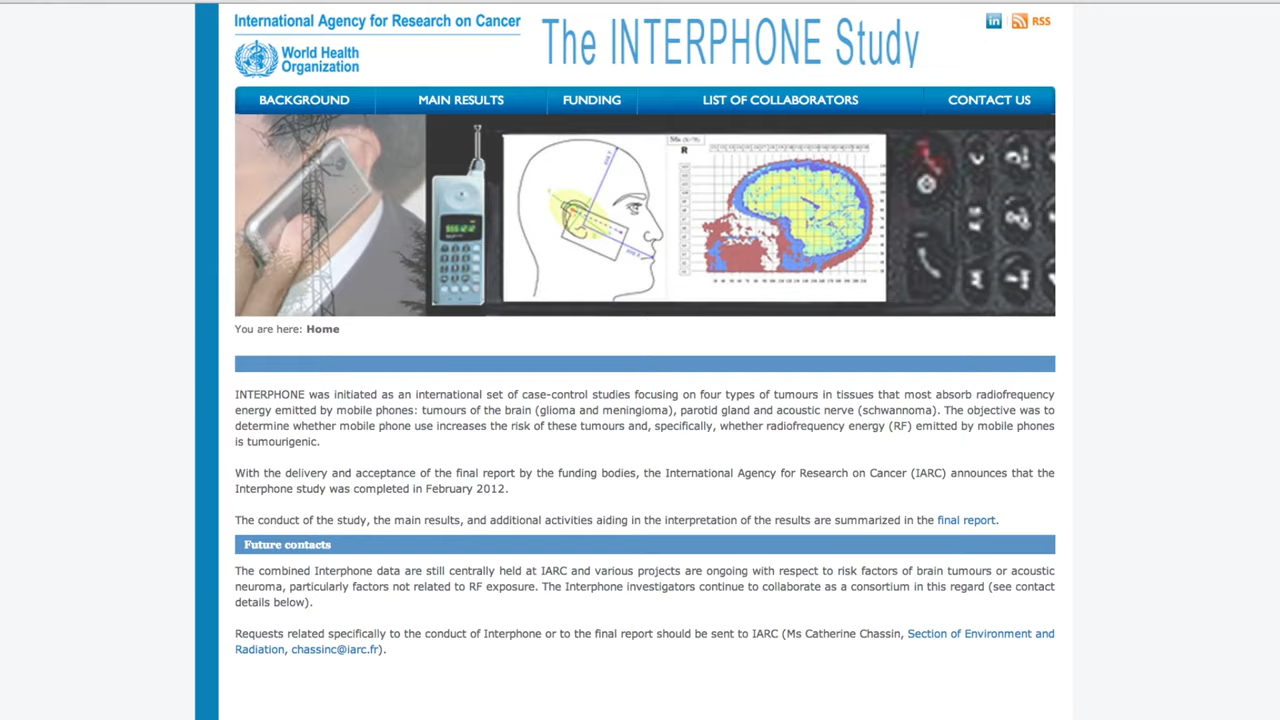 International Agency for Research on Cancer
World Health
Organization
The INTERPHONE Study
RSS
BACKGROUND
MAIN RESULTS
FUNDING
LIST OF COLLABORATORS
CONTACT US
R
You are here: Home
INTERPHONE was initiated as an international set of case-control studies focusing on four types of tumours in tissues that most absorb radiofrequency
energy emitted by mobile phones: tumours of the brain (glioma and meningioma), parotid gland and acoustic nerve (schwannoma). The objective was to
determine whether mobile phone use increases the risk of these tumours and, specifically, whether radiofrequency energy (RF) emitted by mobile phones
is tumourigenic.
With the delivery and acceptance of the final report by the funding bodies, the International Agency for Research on Cancer (IARC) announces that the
Interphone study was completed in February 2012.
The conduct of the study, the main results, and additional activities aiding in the interpretation of the results are summarized in the final report.
Future contacts
The combined Interphone data are still centrally held at IARC and various projects are ongoing with respect to risk factors of brain tumours or acoustic
neuroma, particularly factors not related to RF exposure. The Interphone investigators continue to collaborate as a consortium in this regard (see contact
details below).
Requests related specifically to the conduct of Interphone or to the final report should be sent to IARC (Ms Catherine Chassin, Section of Environment and
Radiation, chassinc@iarc.fr).